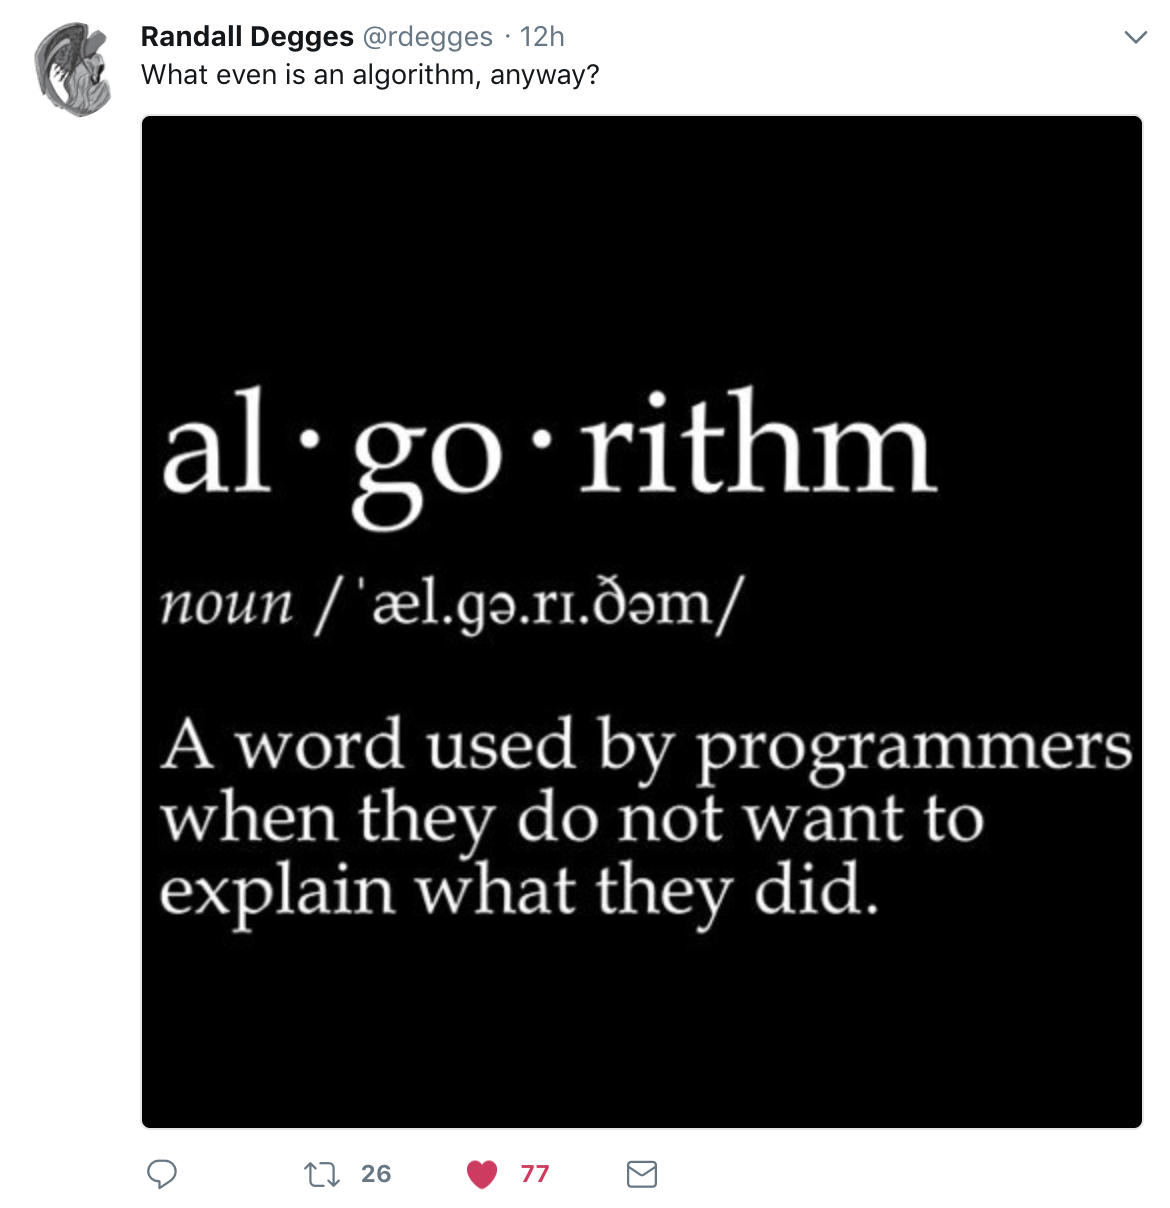 Randall Degges @rdegges · 12h
What even is an algorithm, anyway?
al·go·rithm
noun /ˈæl.gə.rɪ.ðəm/
A word used by programmers
when they do not want to
explain what they did.
26 77